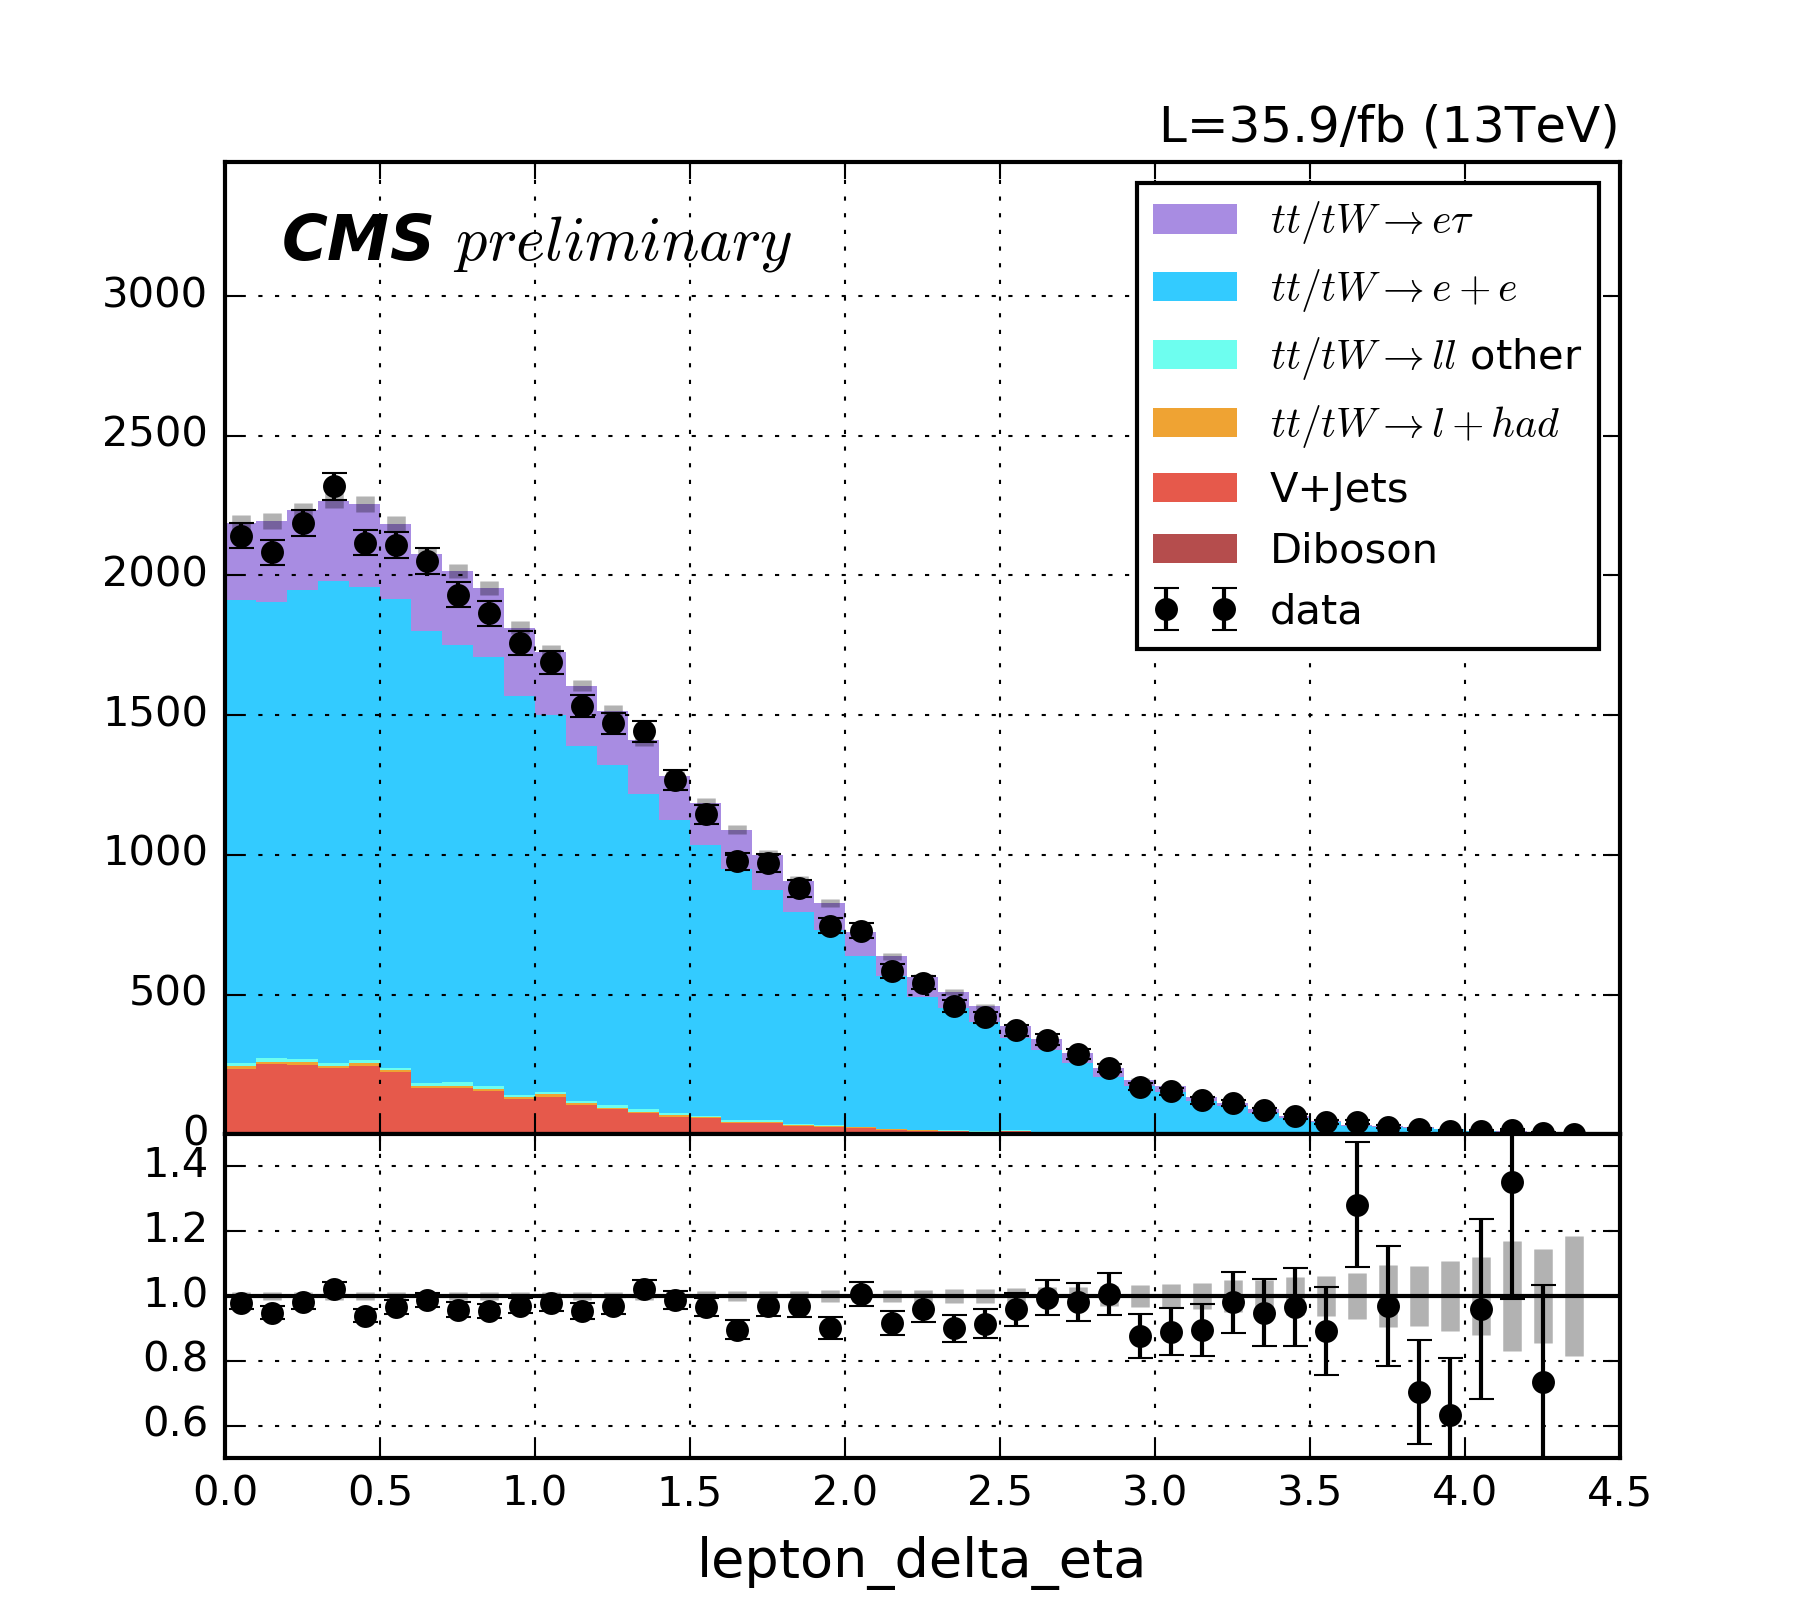 L=35.9/fb (13TeV)
CMS preliminary
tt/tW→eτ
tt/tW→e+e
tt/tW→ll other
tt/tW→l+had
V+Jets
Diboson
data
3000
2500
2000
1500
1000
500
0
1.4
1.2
1.0
0.8
0.6
0.0 0.5 1.0 1.5 2.0 2.5 3.0 3.5 4.0 4.5
lepton_delta_eta